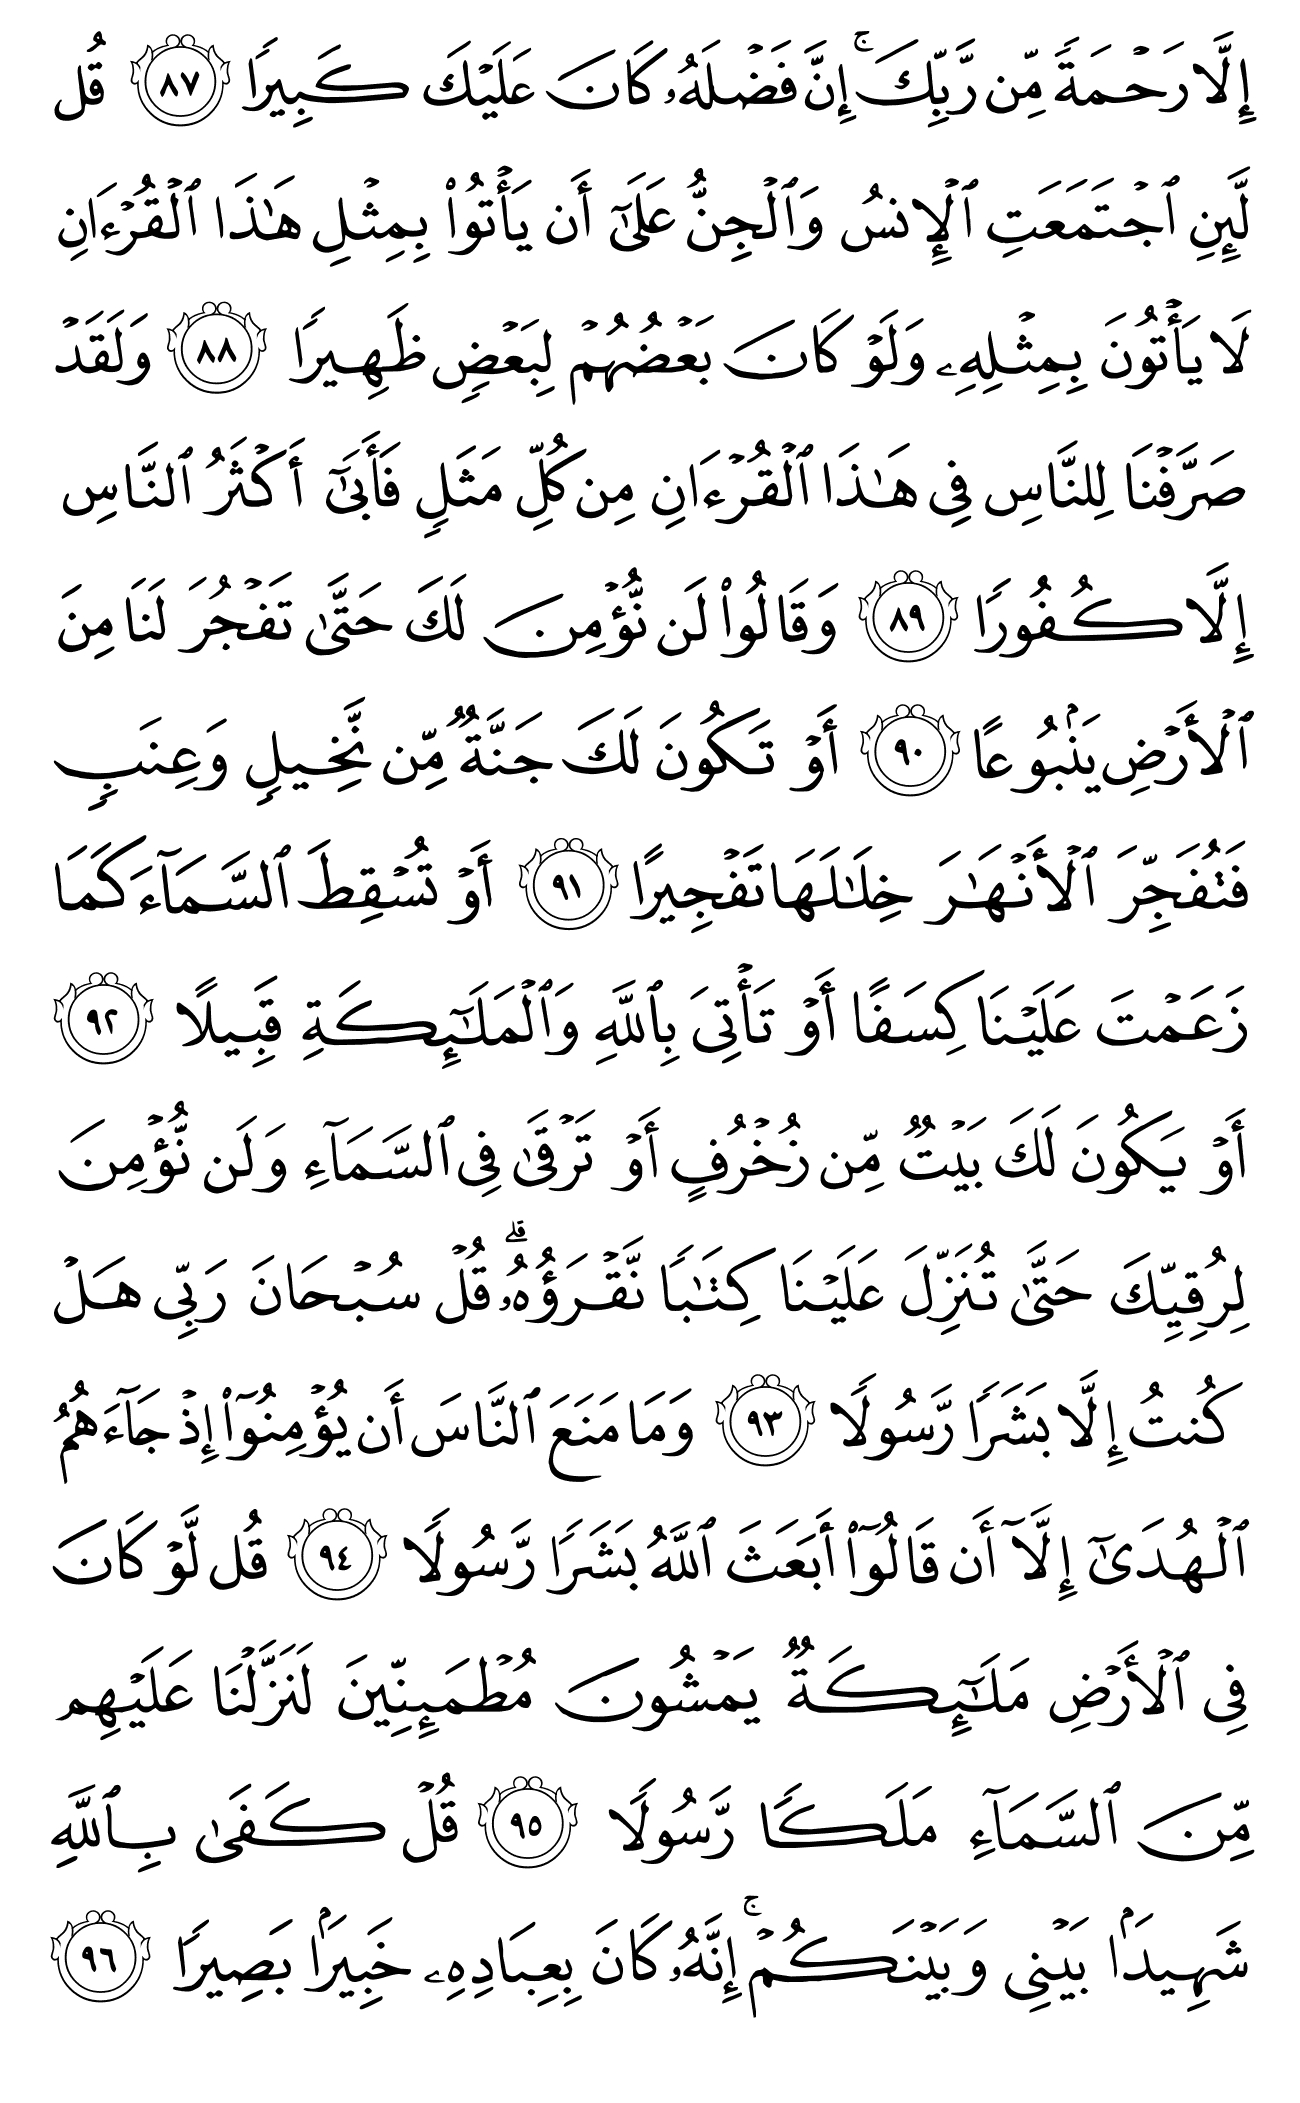 إِلَّا رَحْمَةً مِّن رَّبِّكَ ۚ إِنَّ فَضْلَهُۥ كَانَ عَلَيْكَ كَبِيرًا ٨٧ قُل
لَّئِنِ ٱجْتَمَعَتِ ٱلْإِنسُ وَٱلْجِنُّ عَلَىٰٓ أَن يَأْتُوا۟ بِمِثْلِ هَـٰذَا ٱلْقُرْءَانِ
لَا يَأْتُونَ بِمِثْلِهِۦ وَلَوْ كَانَ بَعْضُهُمْ لِبَعْضٍ ظَهِيرًا ٨٨ وَلَقَدْ
صَرَّفْنَا لِلنَّاسِ فِى هَـٰذَا ٱلْقُرْءَانِ مِن كُلِّ مَثَلٍ فَأَبَىٰٓ أَكْثَرُ ٱلنَّاسِ
إِلَّا كُفُورًا ٨٩ وَقَالُوا۟ لَن نُّؤْمِنَ لَكَ حَتَّىٰ تَفْجُرَ لَنَا مِنَ
ٱلْأَرْضِ يَنۢبُوعًا ٩٠ أَوْ تَكُونَ لَكَ جَنَّةٌ مِّن نَّخِيلٍ وَعِنَبٍ
فَتُفَجِّرَ ٱلْأَنْهَـٰرَ خِلَـٰلَهَا تَفْجِيرًا ٩١ أَوْ تُسْقِطَ ٱلسَّمَآءَ كَمَا
زَعَمْتَ عَلَيْنَا كِسَفًا أَوْ تَأْتِىَ بِٱللَّهِ وَٱلْمَلَـٰٓئِكَةِ قَبِيلًا ٩٢
أَوْ يَكُونَ لَكَ بَيْتٌ مِّن زُخْرُفٍ أَوْ تَرْقَىٰ فِى ٱلسَّمَآءِ وَلَن نُّؤْمِنَ
لِرُقِيِّكَ حَتَّىٰ تُنَزِّلَ عَلَيْنَا كِتَـٰبًا نَّقْرَؤُهُۥ ۗ قُلْ سُبْحَانَ رَبِّى هَلْ
كُنتُ إِلَّا بَشَرًا رَّسُولًا ٩٣ وَمَا مَنَعَ ٱلنَّاسَ أَن يُؤْمِنُوٓا۟ إِذْ جَآءَهُمُ
ٱلْهُدَىٰٓ إِلَّآ أَن قَالُوٓا۟ أَبَعَثَ ٱللَّهُ بَشَرًا رَّسُولًا ٩٤ قُل لَّوْ كَانَ
فِى ٱلْأَرْضِ مَلَـٰٓئِكَةٌ يَمْشُونَ مُطْمَئِنِّينَ لَنَزَّلْنَا عَلَيْهِم
مِّنَ ٱلسَّمَآءِ مَلَكًا رَّسُولًا ٩٥ قُلْ كَفَىٰ بِٱللَّهِ
شَهِيدًۢا بَيْنِى وَبَيْنَكُمْ ۚ إِنَّهُۥ كَانَ بِعِبَادِهِۦ خَبِيرًۢا بَصِيرًا ٩٦